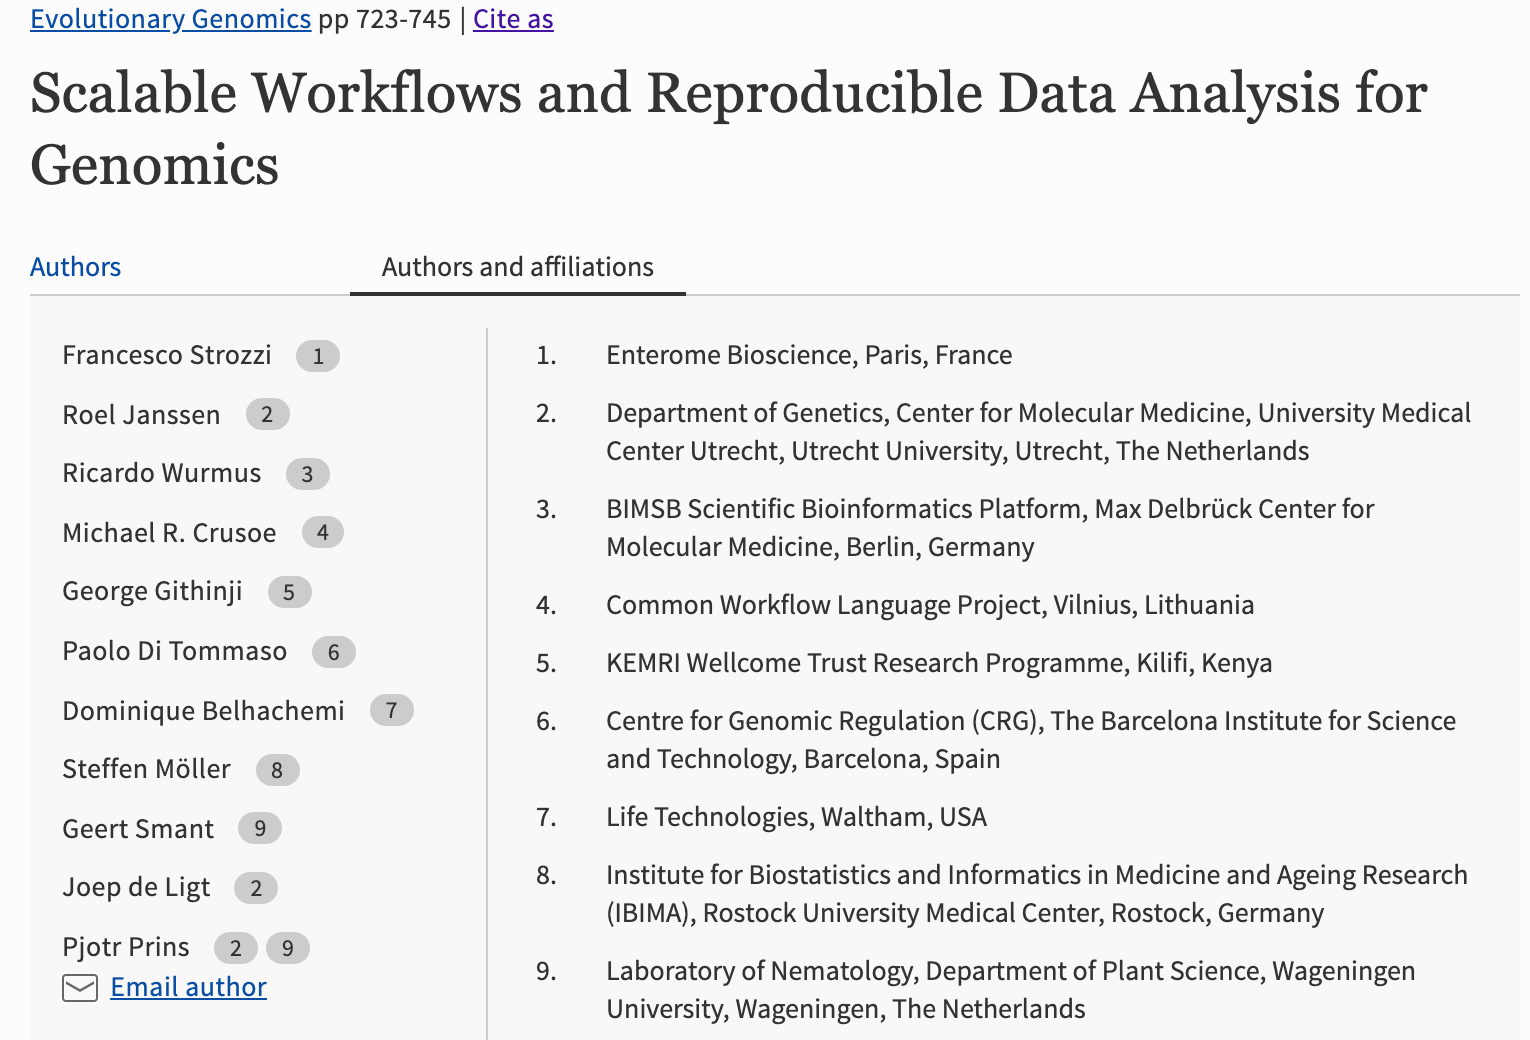 Evolutionary Genomics pp 723-745 | Cite as
Scalable Workflows and Reproducible Data Analysis for
Genomics
Authors
Authors and affiliations
Francesco Strozzi 1
Roel Janssen 2
Ricardo Wurmus 3
Michael R. Crusoe 4
George Githinji 5
Paolo Di Tommaso 6
Dominique Belhachemi 7
Steffen Möller 8
Geert Smant 9
Joep de Ligt 2
Pjotr Prins 2 9
Email author
1. Enterome Bioscience, Paris, France
2. Department of Genetics, Center for Molecular Medicine, University Medical
Center Utrecht, Utrecht University, Utrecht, The Netherlands
3. BIMSB Scientific Bioinformatics Platform, Max Delbrück Center for
Molecular Medicine, Berlin, Germany
4. Common Workflow Language Project, Vilnius, Lithuania
5. KEMRI Wellcome Trust Research Programme, Kilifi, Kenya
6. Centre for Genomic Regulation (CRG), The Barcelona Institute for Science
and Technology, Barcelona, Spain
7. Life Technologies, Waltham, USA
8. Institute for Biostatistics and Informatics in Medicine and Ageing Research
(IBIMA), Rostock University Medical Center, Rostock, Germany
9. Laboratory of Nematology, Department of Plant Science, Wageningen
University, Wageningen, The Netherlands